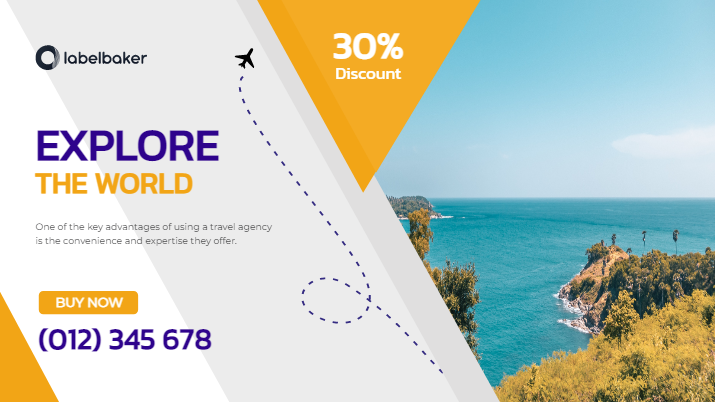 labelbaker
30%
Discount
EXPLORE
THE WORLD
One of the key advantages of using a travel agency
is the convenience and expertise they offer.
BUY NOW
(012) 345 678